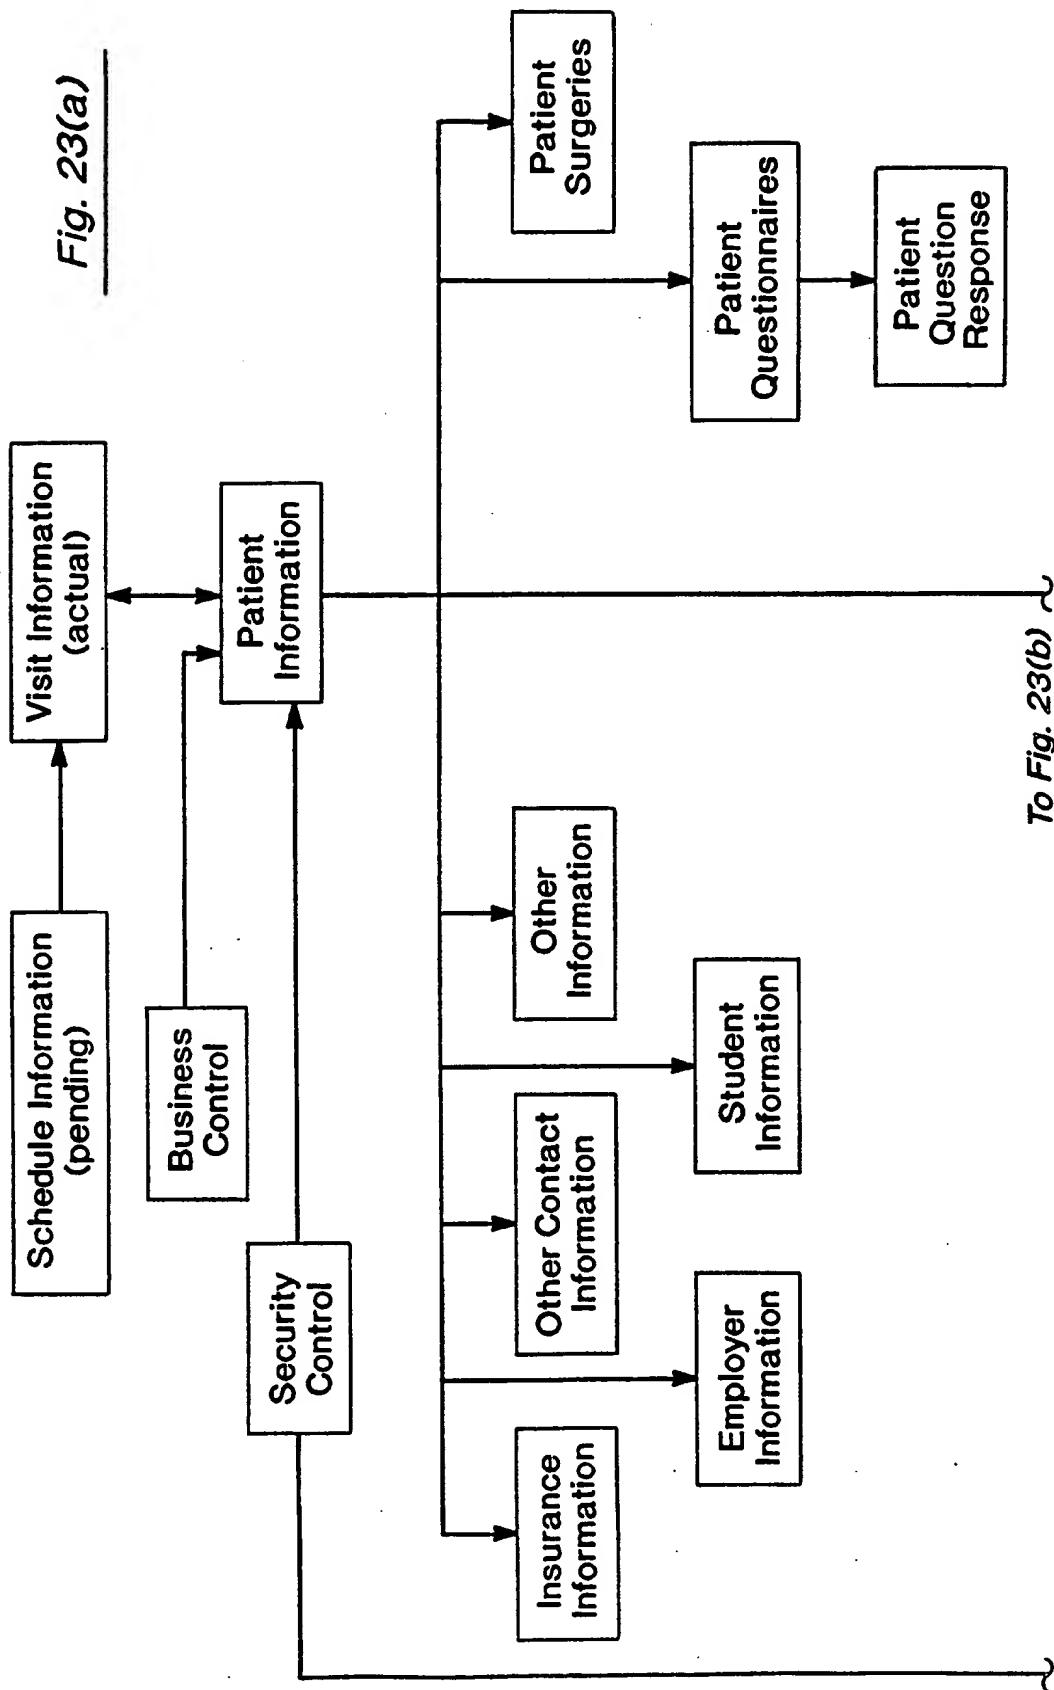 Fig. 23(a)
Schedule Information
(pending)
Visit Information
(actual)
Business
Control
Patient
Information
Security
Control
Insurance
Information
Other Contact
Information
Other
Information
Patient
Surgeries
Employer
Information
Student
Information
Patient
Questionnaires
Patient
Question
Response
To Fig. 23(b)